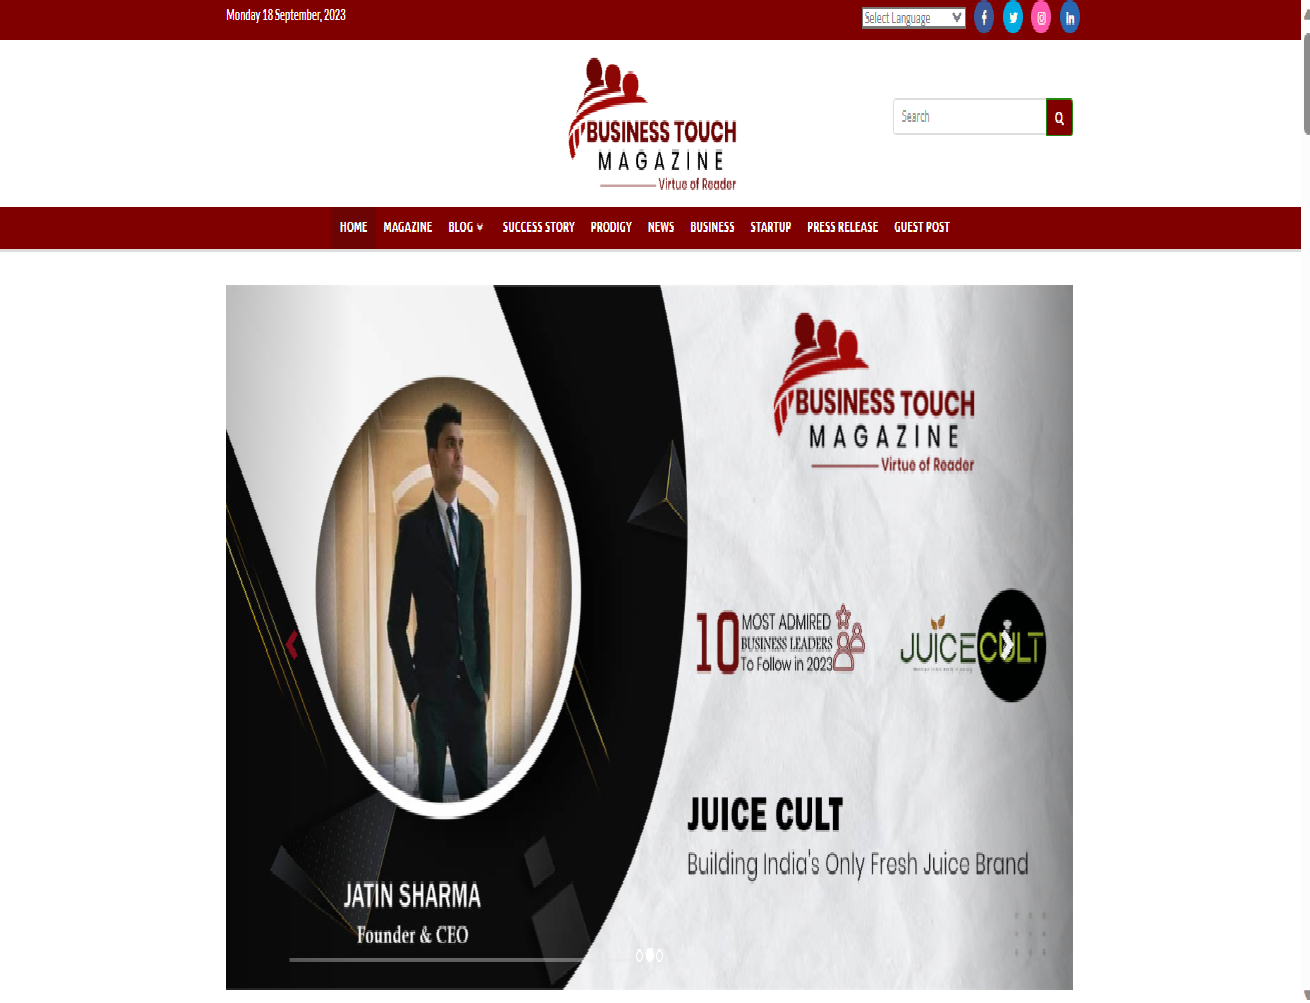 Monday 18 September, 2023
Select Language
BUSINESS TOUCH
MAGAZINE
Virtue of Reader
Search
HOME MAGAZINE BLOG SUCCESS STORY PRODIGY NEWS BUSINESS STARTUP PRESS RELEASE GUEST POST
BUSINESS TOUCH
MAGAZINE
Virtue of Reader
10 MOST ADMIRED
BUSINESS LEADERS
To Follow in 2023
JUICECULT
JUICE CULT
Building India's Only Fresh Juice Brand
JATIN SHARMA
Founder & CEO